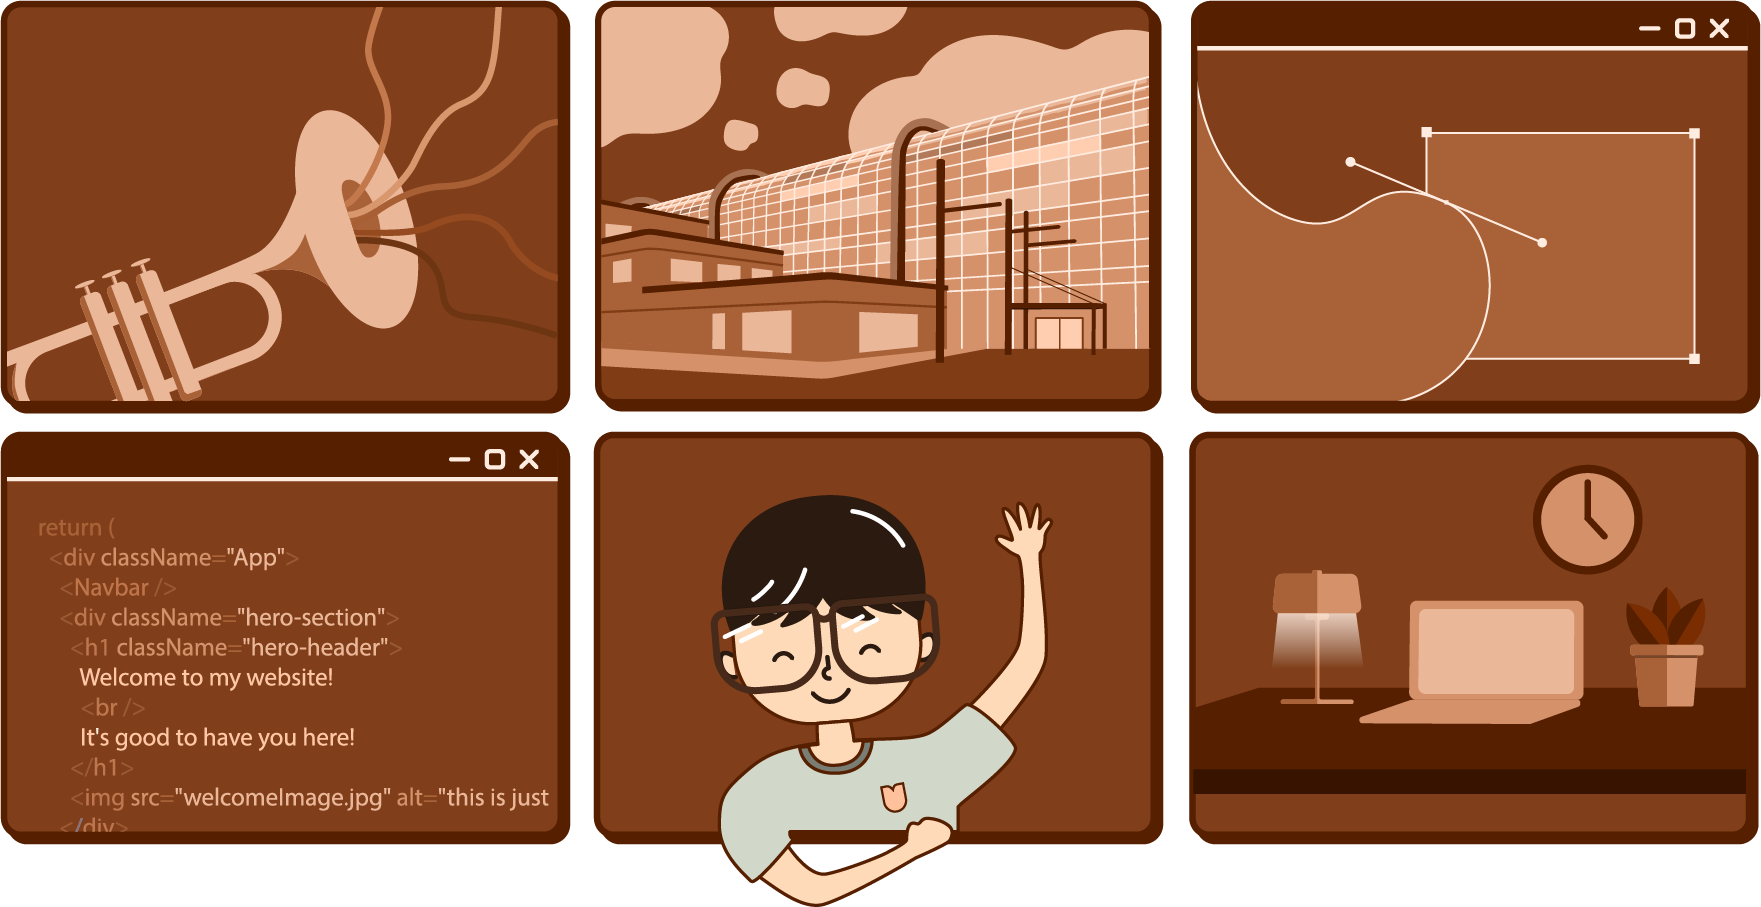 return (
<div className="App">
<Navbar />
<div className="hero-section">
<h1 className="hero-header">
Welcome to my website!
<br />
It's good to have you here!
</h1>
<img src="welcomeImage.jpg" alt="this is just
</div>